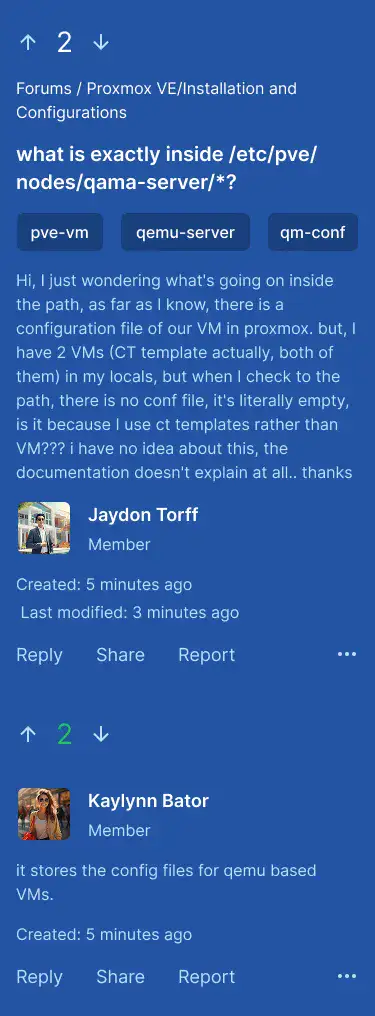 2
Forums / Proxmox VE/Installation and
Configurations
what is exactly inside /etc/pve/
nodes/qama-server/*?
pve-vm
qemu-server
qm-conf
Hi, I just wondering what's going on inside
the path, as far as I know, there is a
configuration file of our VM in proxmox. but, I
have 2 VMs (CT template actually, both of
them) in my locals, but when I check to the
path, there is no conf file, it's literally empty,
is it because I use ct templates rather than
VM??? i have no idea about this, the
documentation doesn't explain at all.. thanks
Jaydon Torff
Member
Created: 5 minutes ago
Last modified: 3 minutes ago
Reply Share Report
2
Kaylynn Bator
Member
it stores the config files for qemu based
VMs.
Created: 5 minutes ago
Reply Share Report